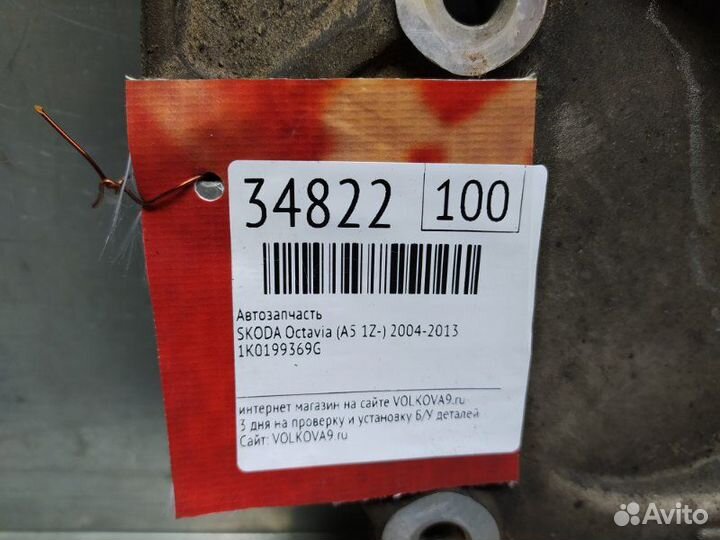 34822 100
Автозапчасть
SKODA Octavia (A5 1Z-) 2004-2013
1K0199369G
интернет магазин на сайте VOLKOVA9.ru
3 дня на проверку и установку Б/У деталей
Сайт: VOLKOVA9.ru
Avito